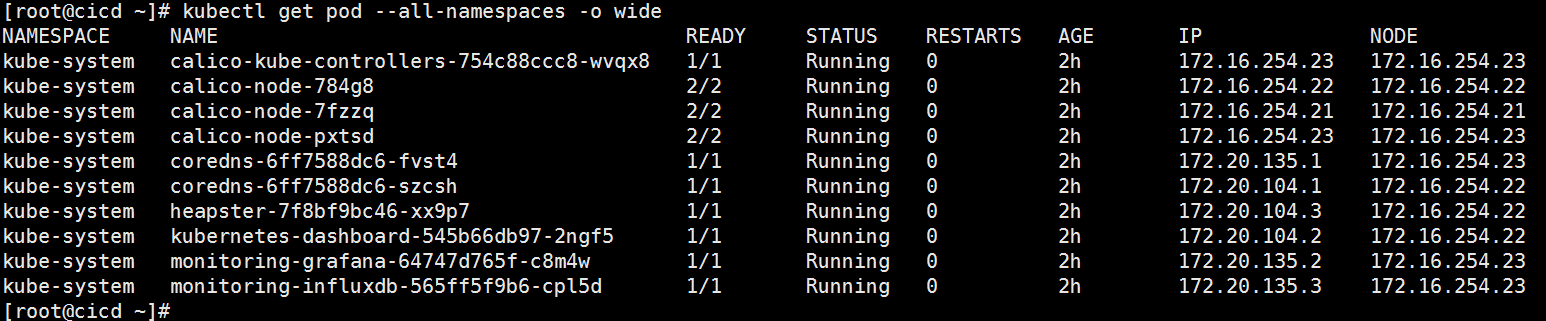 [root@cicd ~]# kubectl get pod --all-namespaces -o wide
NAMESPACE NAME READY STATUS RESTARTS AGE IP NODE
kube-system calico-kube-controllers-754c88ccc8-wvqx8 1/1 Running 0 2h 172.16.254.23 172.16.254.23
kube-system calico-node-784g8 2/2 Running 0 2h 172.16.254.22 172.16.254.22
kube-system calico-node-7fzzq 2/2 Running 0 2h 172.16.254.21 172.16.254.21
kube-system calico-node-pxtsd 2/2 Running 0 2h 172.16.254.23 172.16.254.23
kube-system coredns-6ff7588dc6-fvst4 1/1 Running 0 2h 172.20.135.1 172.16.254.23
kube-system coredns-6ff7588dc6-szcsh 1/1 Running 0 2h 172.20.104.1 172.16.254.22
kube-system heapster-7f8bf9bc46-xx9p7 1/1 Running 0 2h 172.20.104.3 172.16.254.22
kube-system kubernetes-dashboard-545b66db97-2ngf5 1/1 Running 0 2h 172.20.104.2 172.16.254.22
kube-system monitoring-grafana-64747d765f-c8m4w 1/1 Running 0 2h 172.20.135.2 172.16.254.23
kube-system monitoring-influxdb-565ff5f9b6-cpl5d 1/1 Running 0 2h 172.20.135.3 172.16.254.23
[root@cicd ~]#